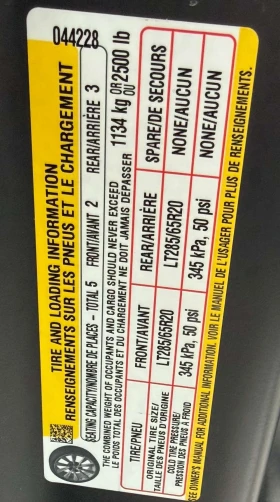 044228
TIRE AND LOADING INFORMATION
RENSEIGNEMENTS SUR LES PNEUS ET LE CHARGEMENT
SEATING CAPACITY/NOMBRE DE PLACES - TOTAL 5 FRONT/AVANT 2 REAR/ARRIÈRE 3
THE COMBINED WEIGHT OF OCCUPANTS AND CARGO SHOULD NEVER EXCEED
LE POIDS TOTAL DES OCCUPANTS ET DU CHARGEMENT NE DOIT JAMAIS DÉPASSER
1134 kg OR/OU 2500 lb
TIRE/PNEU FRONT/AVANT REAR/ARRIÈRE SPARE/DE SECOURS
ORIGINAL TIRE SIZE/
TAILLE DES PNEUS D'ORIGINE
LT285/65R20 LT285/65R20 NONE/AUCUN
COLD TIRE PRESSURE/
PRESSION DES PNEUS À FROID
345 kPa, 50 psi 345 kPa, 50 psi NONE/AUCUN
SEE OWNER'S MANUAL FOR ADDITIONAL INFORMATION. VOIR LE MANUEL DE L'USAGER POUR PLUS DE RENSEIGNEMENTS.